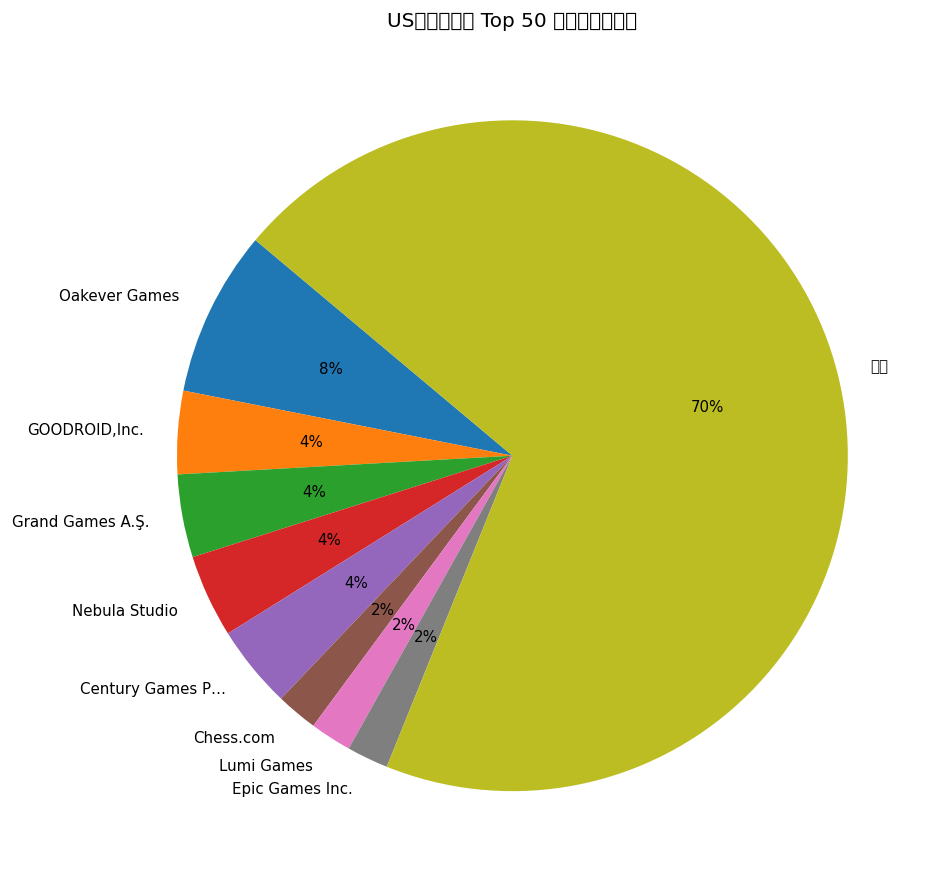 US Top 50
Oakever Games
8%
GOODROID,Inc.
4%
Grand Games A.Ş.
4%
Nebula Studio
4%
Century Games P…
4%
Chess.com
2%
Lumi Games
2%
Epic Games Inc.
2%
70%